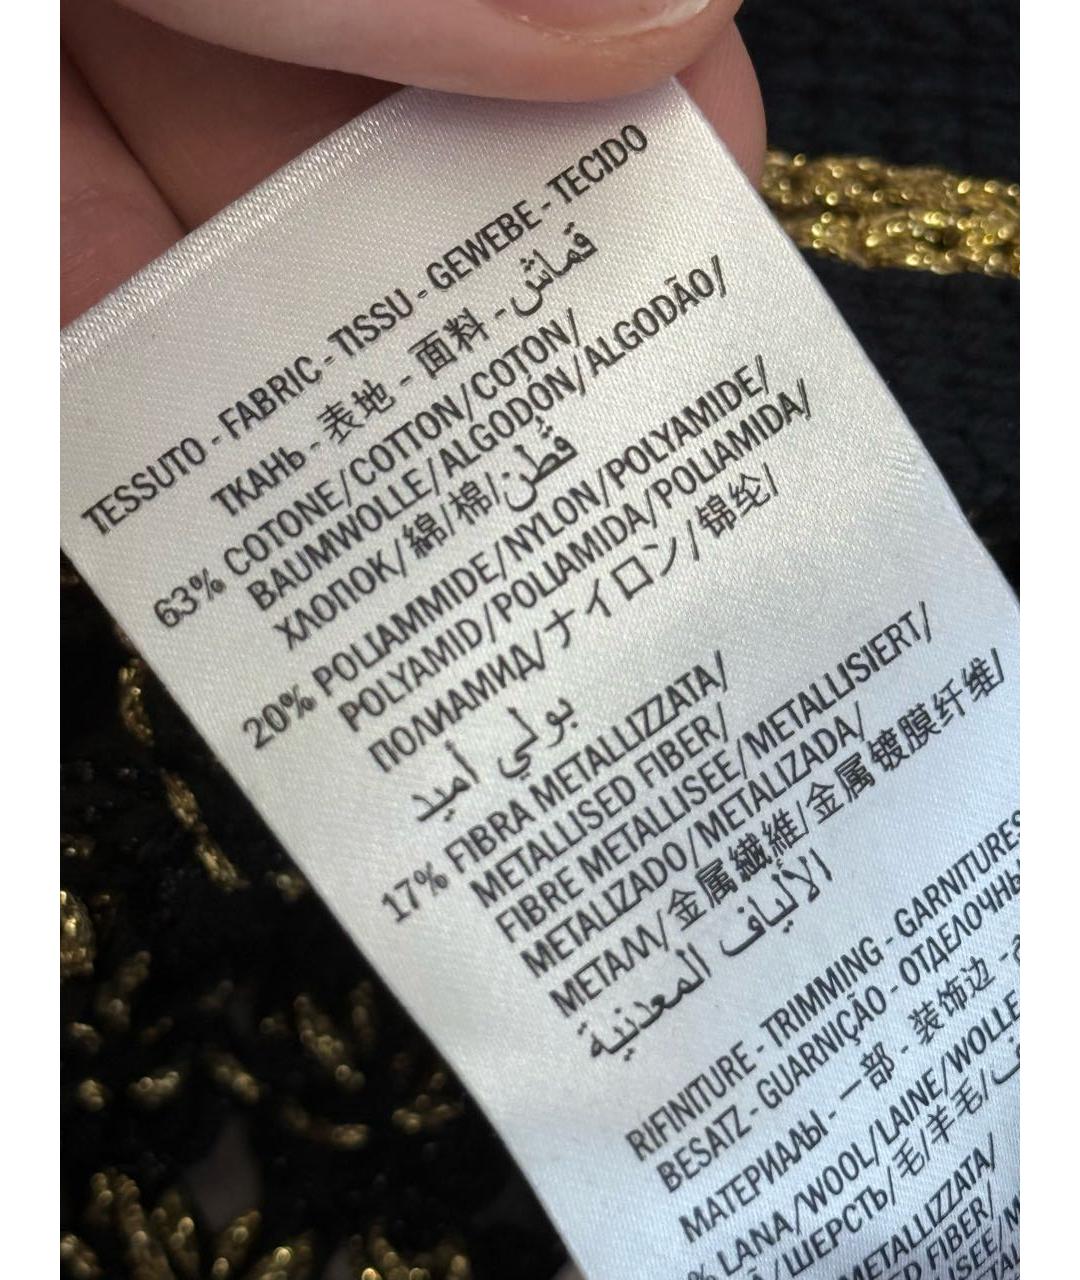 TESSUTO - FABRIC - TISSU - GEWEBE - TECIDO
ТКАНЬ - 表地 - 面料 - قماش
63% COTONE/COTTON/COTON/
BAUMWOLLE/ALGODÓN/ALGODÃO/
ХЛОПОК/綿/棉/قُطن
20% POLIAMMIDE/NYLON/POLYAMIDE/
POLYAMID/POLIAMIDA/POLIAMIDA/
ПОЛИАМИД/ナイロン/锦纶/
بولي أميد
17% FIBRA METALLIZZATA/
METALLISED FIBER/
FIBRE METALLISEE/METALLISIERT/
METALIZADO/METALIZADA/
МЕТАЛЛ/金属繊維/金属镀膜纤维/
الألياف المعدنية
RIFINITURE - TRIMMING - GARNITURES
BESATZ - GUARNIÇÃO - ОТДЕЛОЧНЫ
МАТЕРИАЛЫ - 一部 - 装饰边 -
% LANA/WOOL/LAINE/WOLLE
/ШЕРСТЬ/毛/羊毛/
METALLIZZATA/
D FIBER/
ISEE/M